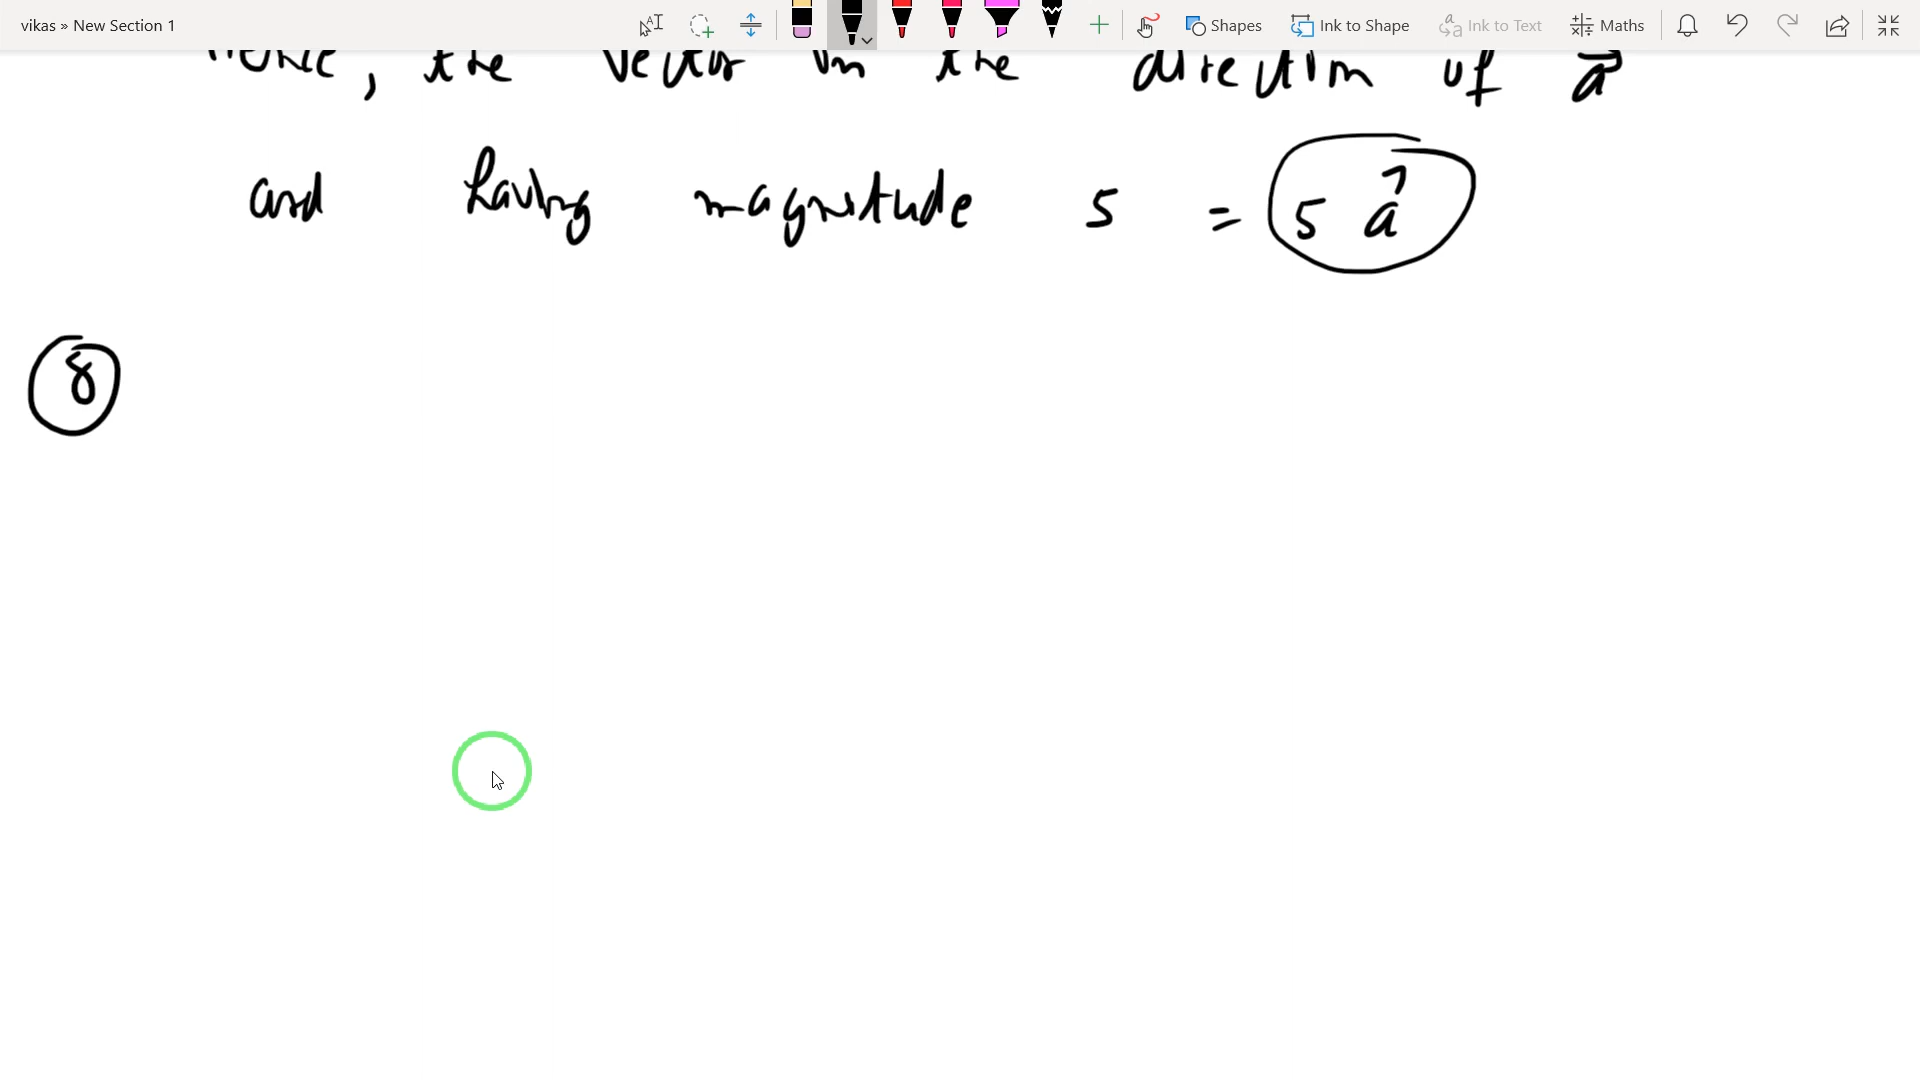 vikas » New Section 1
Shapes
Ink to Shape
Ink to Text
Maths
Hence, the vector in the direction of a⃗
and having magnitude 5 = 5 â
8